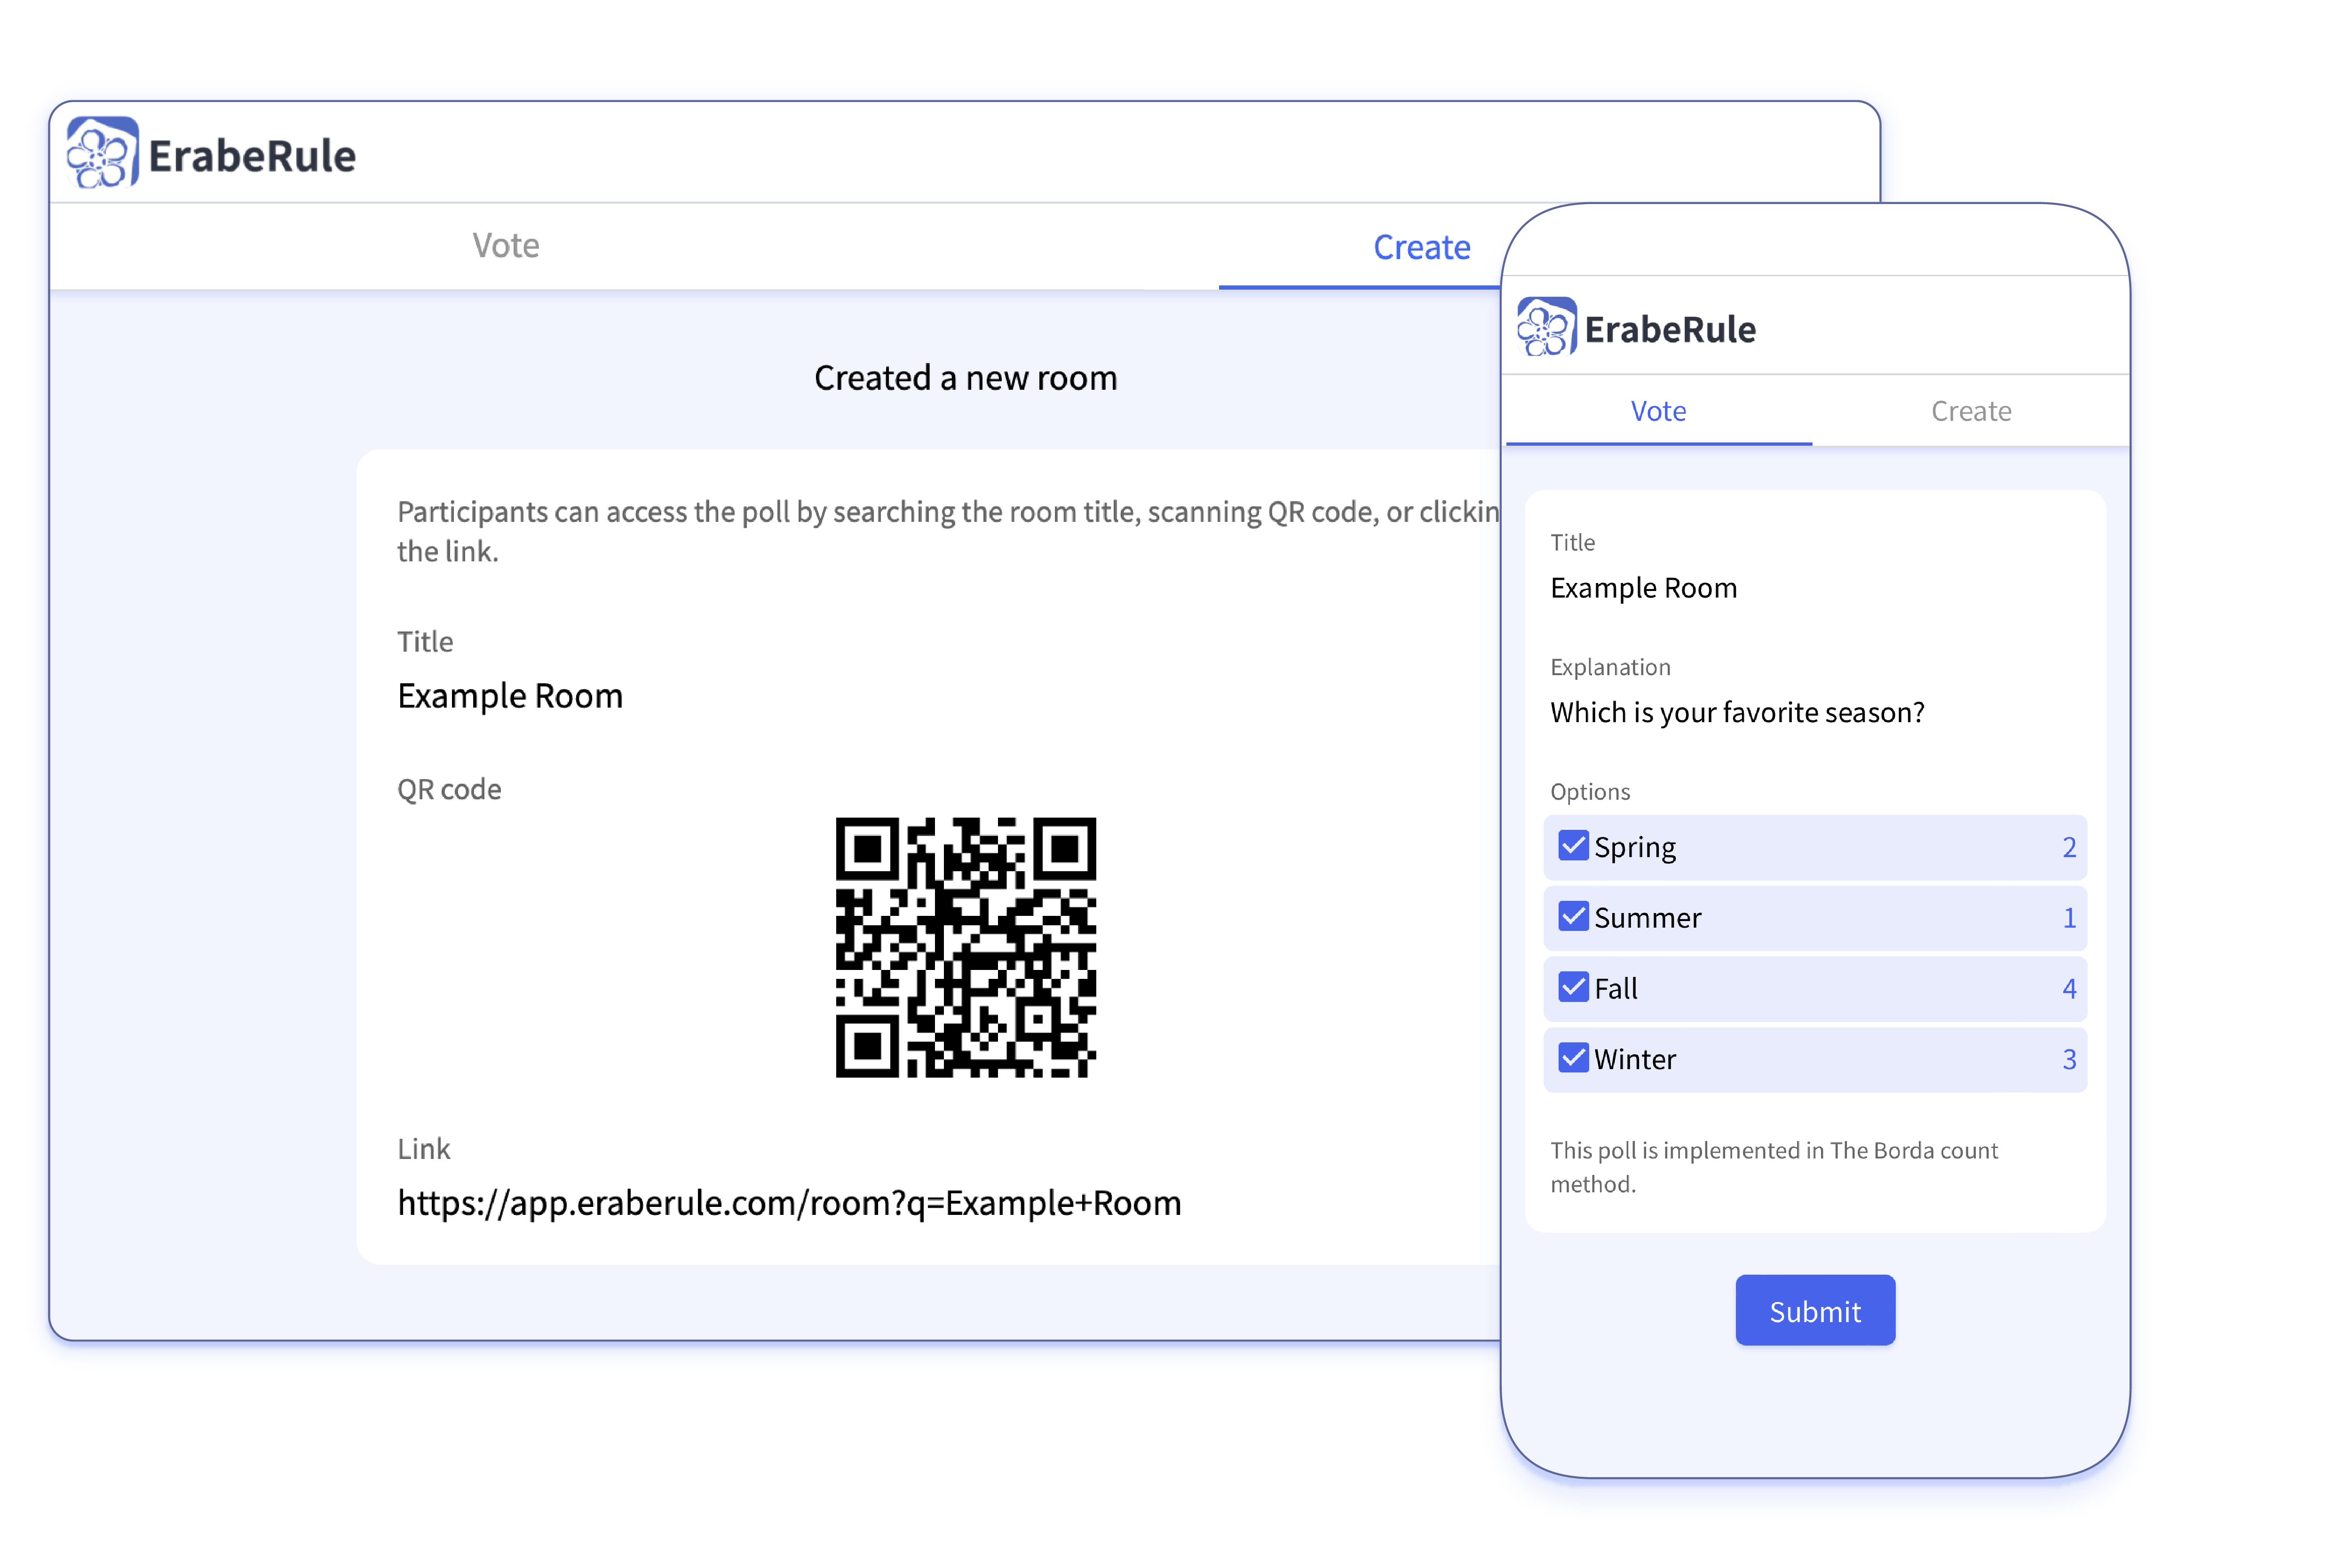 ErabeRule
Vote
Create
Created a new room
Participants can access the poll by searching the room title, scanning QR code, or clickin
the link.
Title
Example Room
QR code
Link
https://app.eraberule.com/room?q=Example+Room
ErabeRule
Vote
Create
Title
Example Room
Explanation
Which is your favorite season?
Options
Spring 2
Summer 1
Fall 4
Winter 3
This poll is implemented in The Borda count
method.
Submit